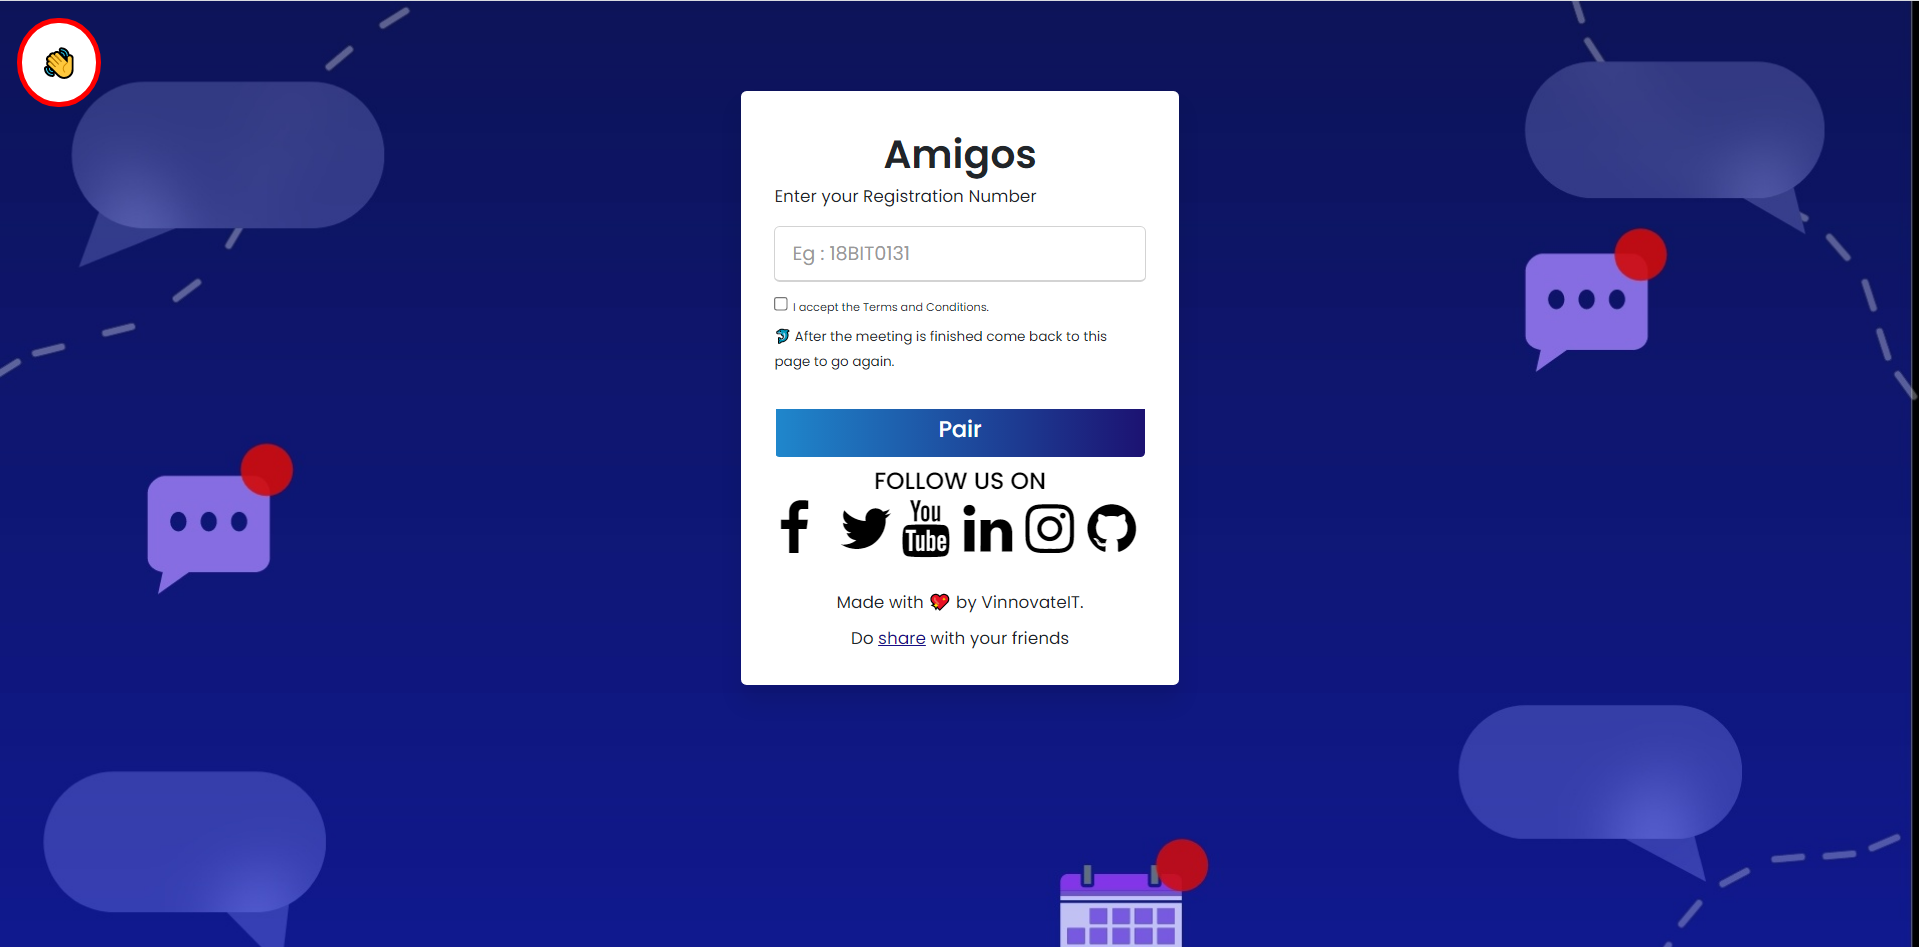 Amigos
Enter your Registration Number
Eg : 18BIT0131
I accept the Terms and Conditions.
After the meeting is finished come back to this
page to go again.
Pair
FOLLOW US ON
You
Tube
in
Made with by VinnovateIT.
Do share with your friends